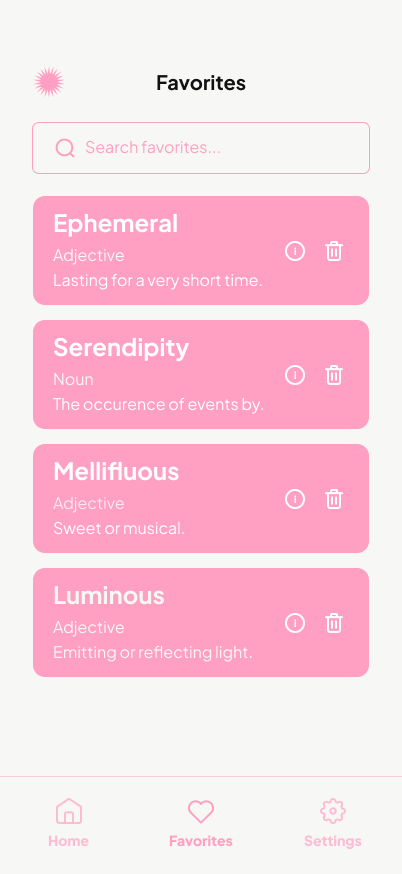 Favorites
Search favorites...
Ephemeral
Adjective
Lasting for a very short time.
Serendipity
Noun
The occurence of events by.
Mellifluous
Adjective
Sweet or musical.
Luminous
Adjective
Emitting or reflecting light.
Home
Favorites
Settings